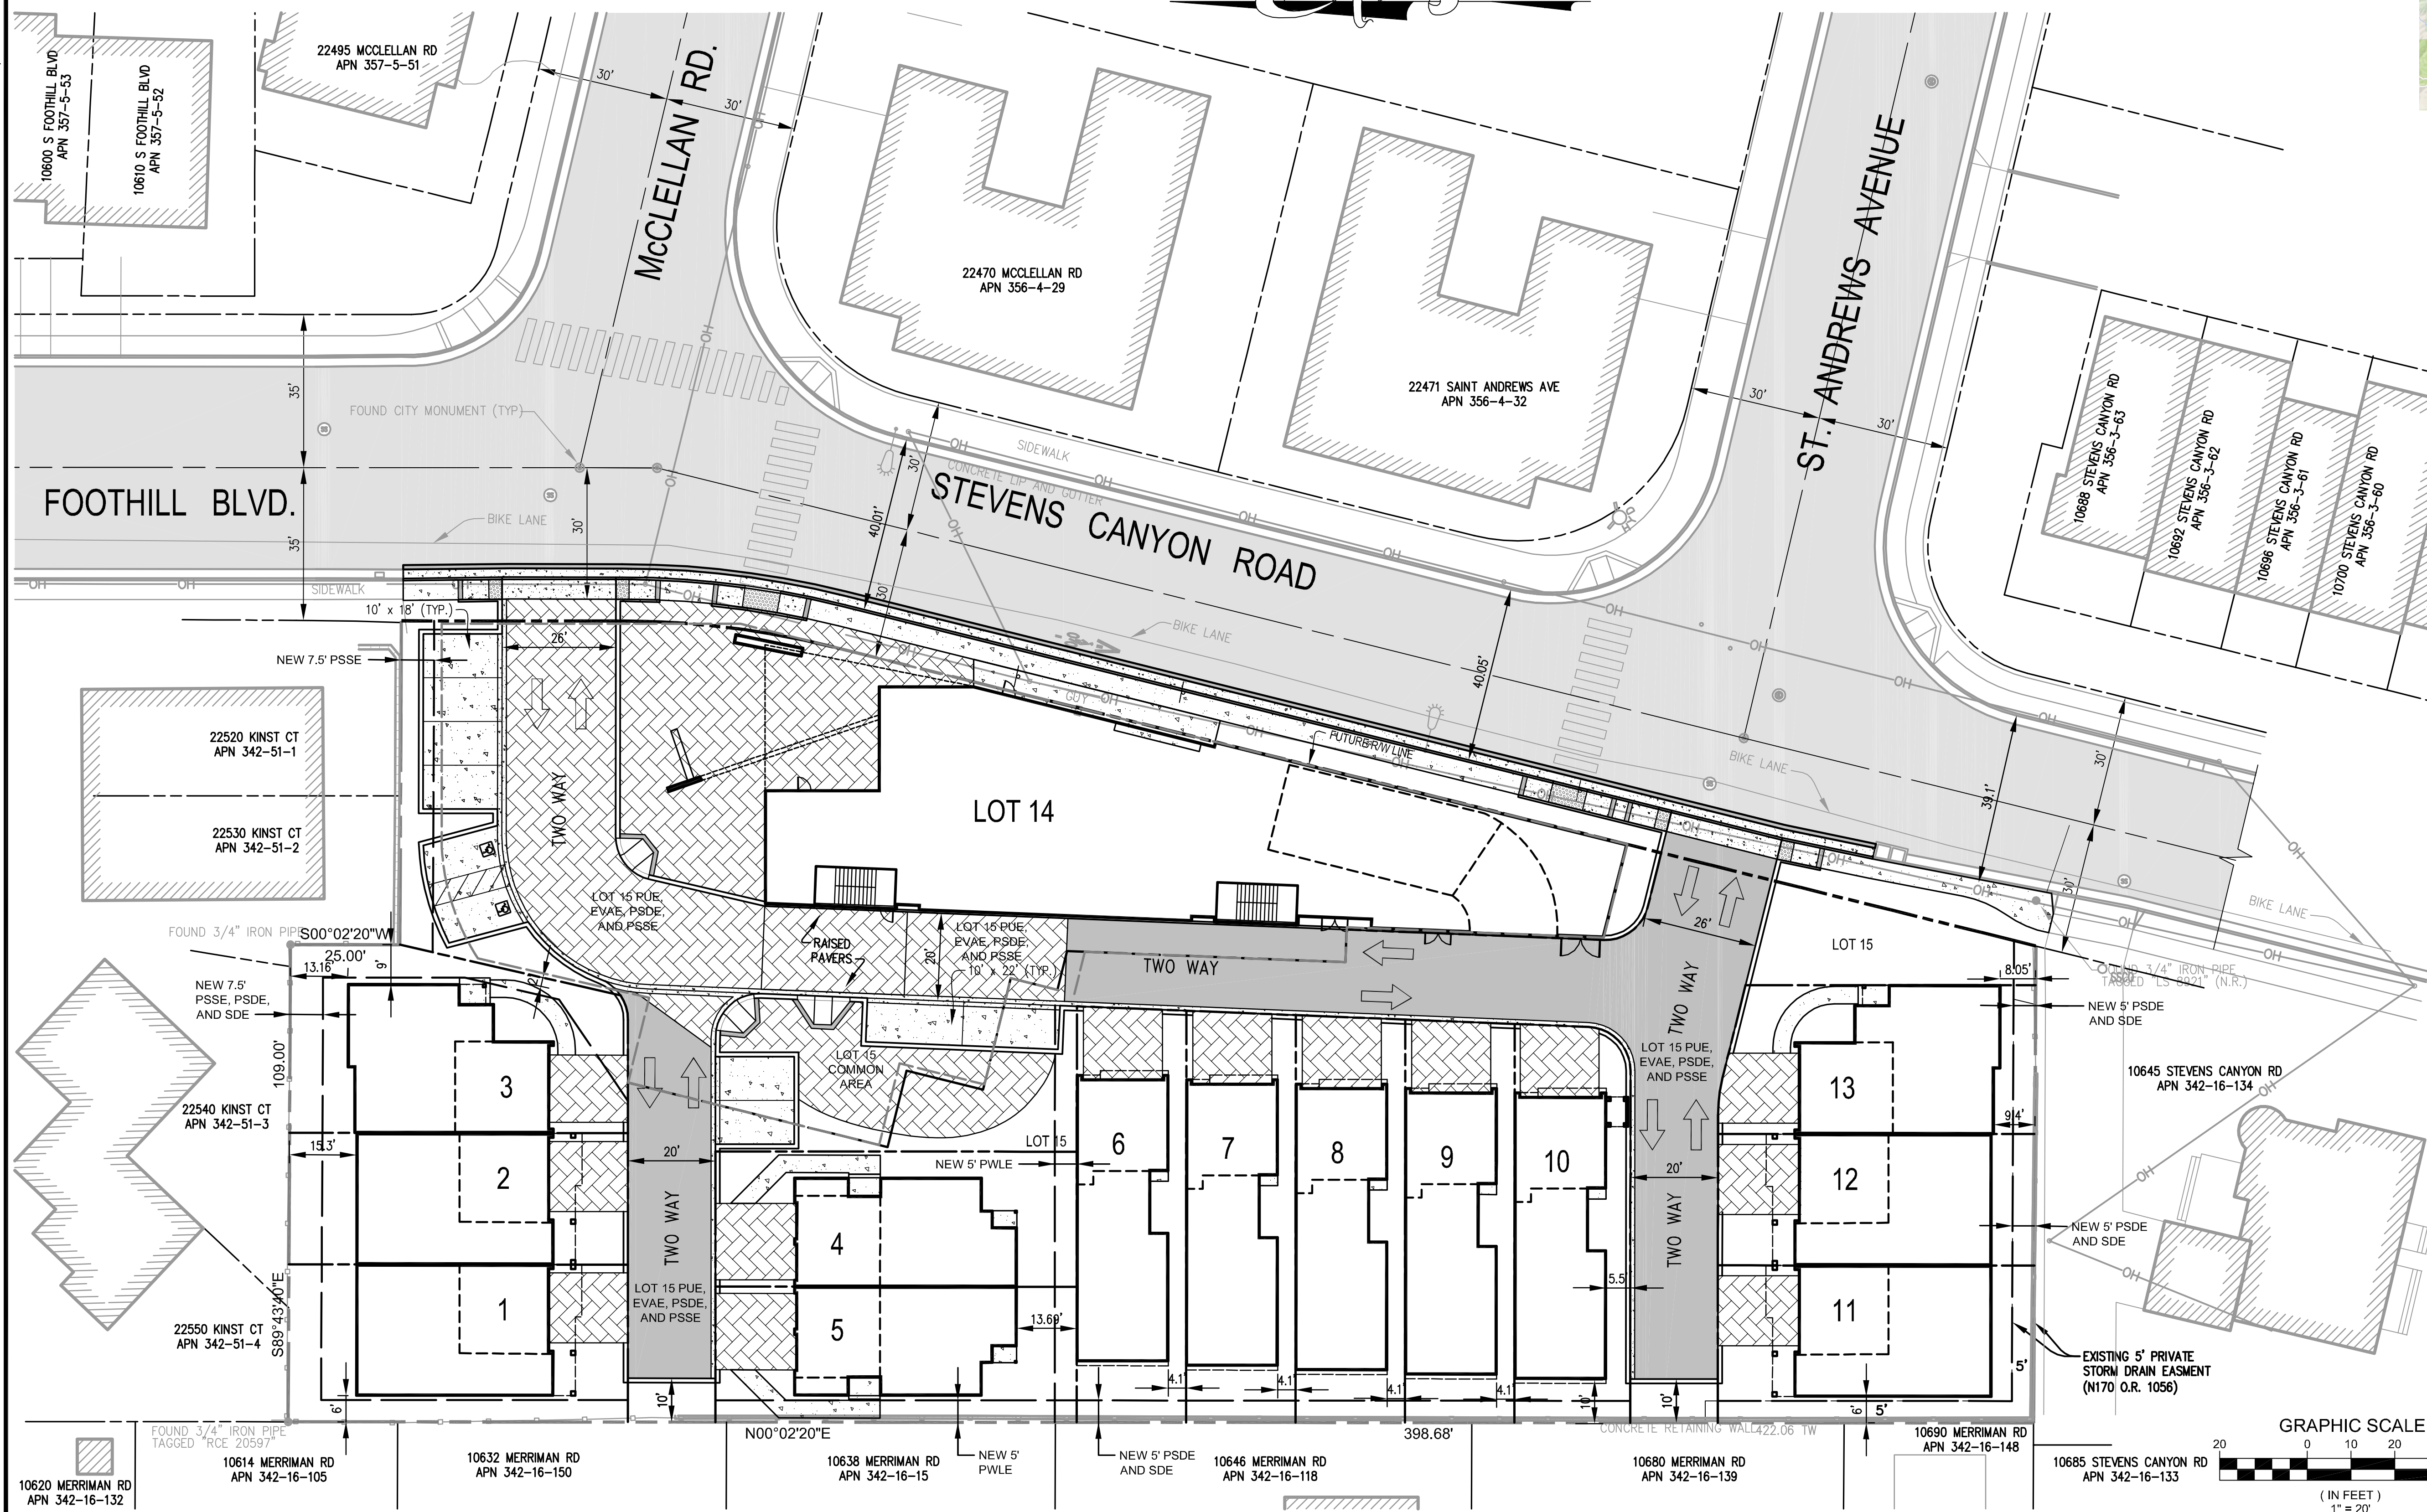 22495 MCCLELLAN RD
APN 357-5-51
10600 S FOOTHILL BLVD
APN 357-5-53
10610 S FOOTHILL BLVD
APN 357-5-52
30'
30'
McCLELLAN RD.
OH
22470 MCCLELLAN RD
APN 356-4-29
22471 SAINT ANDREWS AVE
APN 356-4-32
ST. ANDREWS AVENUE
30'
30'
10688 STEVENS CANYON RD
APN 356-3-63
10692 STEVENS CANYON RD
APN 356-3-62
10696 STEVENS CANYON RD
APN 356-3-61
10700 STEVENS CANYON RD
APN 356-3-60
35'
FOUND CITY MONUMENT (TYP)
FOOTHILL BLVD.
BIKE LANE
35'
30'
SIDEWALK
CONCRETE LIP AND GUTTER
STEVENS CANYON ROAD
40.01'
30'
30'
OH
OH
SIDEWALK
10' x 18' (TYP.)
26'
BIKE LANE
40.05'
BIKE LANE
39.1'
30'
30'
BIKE LANE
NEW 7.5' PSSE
GUY
FUTURE R/W LINE
22520 KINST CT
APN 342-51-1
22530 KINST CT
APN 342-51-2
TWO WAY
LOT 14
LOT 15 PUE,
EVAE, PSDE,
AND PSSE
RAISED
PAVERS
20'
LOT 15 PUE,
EVAE, PSDE,
AND PSSE
10' x 22' (TYP.)
TWO WAY
26'
TWO WAY
LOT 15
FOUND 3/4" IRON PIPE
S00°02'20"W
25.00'
13.16'
9'
NEW 7.5'
PSSE, PSDE,
AND SDE
8.05'
FOUND 3/4" IRON PIPE
TAGGED "LS 8921" (N.R.)
NEW 5' PSDE
AND SDE
109.00'
22540 KINST CT
APN 342-51-3
15.3'
3
2
1
LOT 15
COMMON
AREA
LOT 15
NEW 5' PWLE
20'
TWO WAY
LOT 15 PUE,
EVAE, PSDE,
AND PSSE
4
5
6
7
8
9
10
LOT 15 PUE,
EVAE, PSDE,
AND PSSE
20'
TWO WAY
13
12
11
10645 STEVENS CANYON RD
APN 342-16-134
9.4'
NEW 5' PSDE
AND SDE
22550 KINST CT
APN 342-51-4
S89°43'40"E
13.69'
5.5'
4.1'
4.1'
4.1'
4.1'
EXISTING 5' PRIVATE
STORM DRAIN EASMENT
(N170 O.R. 1056)
5'
5'
6'
10'
10'
10'
6'
FOUND 3/4" IRON PIPE
TAGGED "RCE 20597"
N00°02'20"E
398.68'
CONCRETE RETAINING WALL
422.06 TW
10620 MERRIMAN RD
APN 342-16-132
10614 MERRIMAN RD
APN 342-16-105
10632 MERRIMAN RD
APN 342-16-150
10638 MERRIMAN RD
APN 342-16-15
NEW 5'
PWLE
NEW 5' PSDE
AND SDE
10646 MERRIMAN RD
APN 342-16-118
10680 MERRIMAN RD
APN 342-16-139
10690 MERRIMAN RD
APN 342-16-148
10685 STEVENS CANYON RD
APN 342-16-133
GRAPHIC SCALE
20 0 10 20
( IN FEET )
1" = 20'